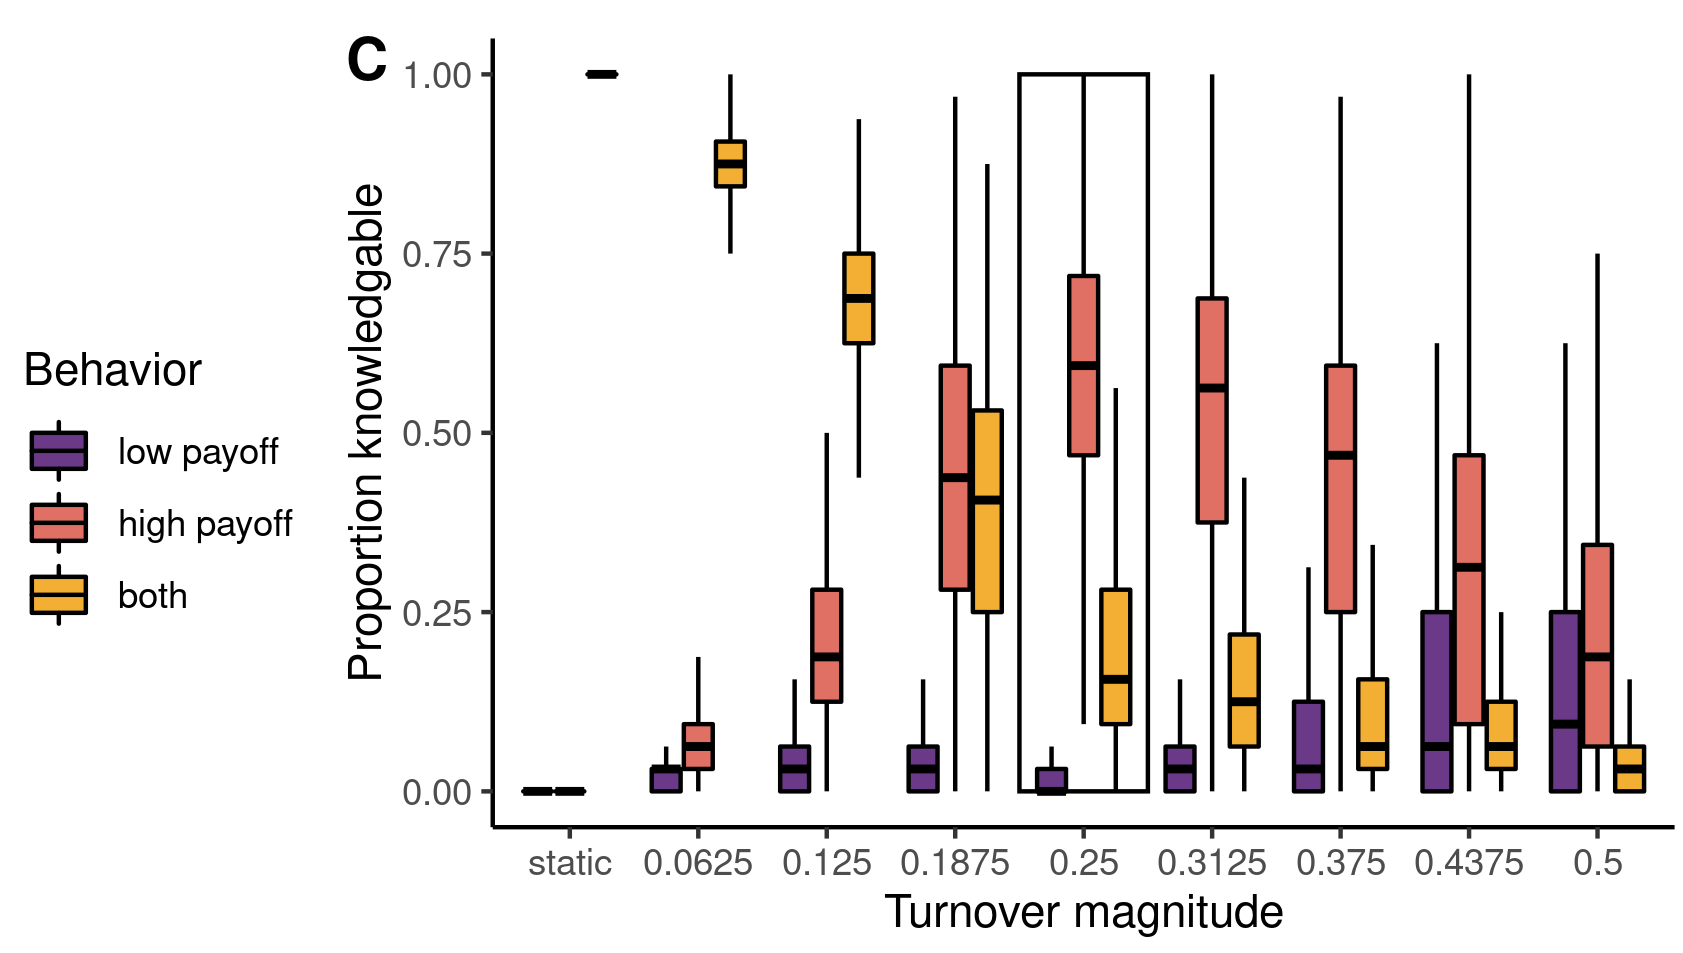 C
1.00
0.75
0.50
0.25
0.00
Proportion knowledgable
static 0.0625 0.125 0.1875 0.25 0.3125 0.375 0.4375 0.5
Turnover magnitude
Behavior
low payoff
high payoff
both